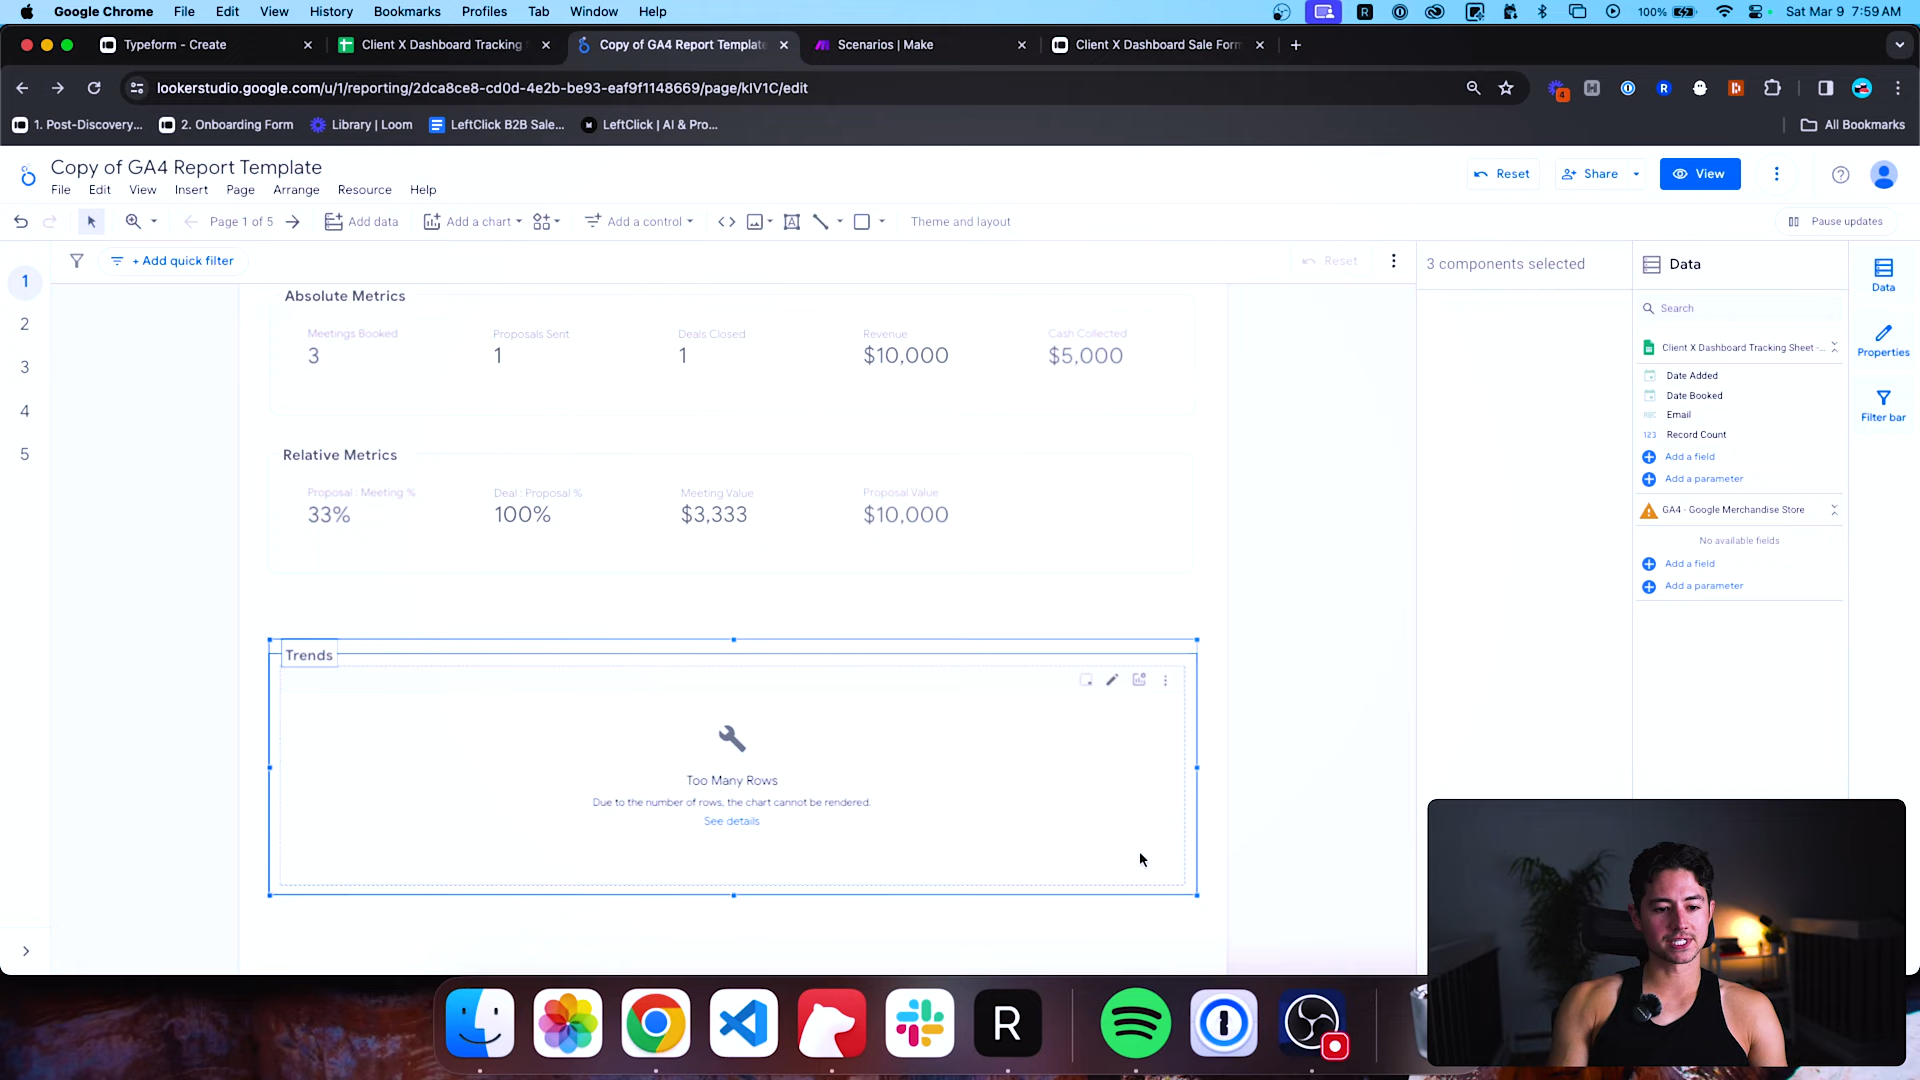 Google Chrome File Edit View History Bookmarks Profiles Tab Window Help 100% Sat Mar 9 7:59 AM
Typeform - Create
Client X Dashboard Tracking
Copy of GA4 Report Template
Scenarios | Make
Client X Dashboard Sale Form
lookerstudio.google.com/u/1/reporting/2dca8ce8-cd0d-4e2b-be93-eaf9f1148669/page/kIV1C/edit
1. Post-Discovery... 2. Onboarding Form Library | Loom LeftClick B2B Sale... LeftClick | AI & Pro... All Bookmarks
Copy of GA4 Report Template
File Edit View Insert Page Arrange Resource Help
Reset Share View
Page 1 of 5 Add data Add a chart Add a control Theme and layout Pause updates
+ Add quick filter Reset
1
2
3
4
5
Absolute Metrics
Meetings Booked Proposals Sent Deals Closed Revenue Cash Collected
3 1 1 $10,000 $5,000
Relative Metrics
Proposal : Meeting % Deal : Proposal % Meeting Value Proposal Value
33% 100% $3,333 $10,000
Trends
Too Many Rows
Due to the number of rows, the chart cannot be rendered.
See details
3 components selected
Data
Search
Client X Dashboard Tracking Sheet -...
Date Added
Date Booked
ABC Email
123 Record Count
Add a field
Add a parameter
GA4 - Google Merchandise Store
No available fields
Add a field
Add a parameter
Data
Properties
Filter bar
4
R
R